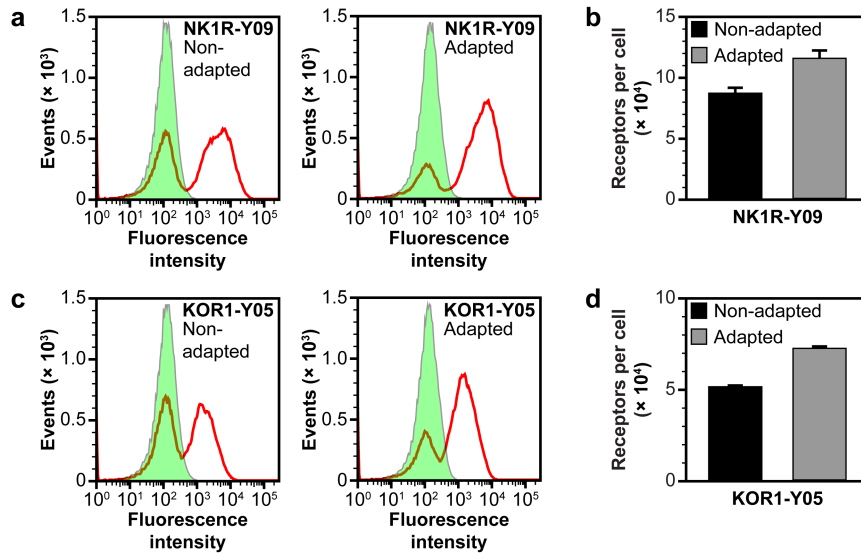 a
NK1R-Y09
Non-
adapted
Events (× 10³)
1.5
1.0
0.5
0
10⁰ 10¹ 10² 10³ 10⁴ 10⁵
Fluorescence
intensity
NK1R-Y09
Adapted
Events (× 10³)
1.5
1.0
0.5
0
10⁰ 10¹ 10² 10³ 10⁴ 10⁵
Fluorescence
intensity
b
Non-adapted
Adapted
Receptors per cell
(× 10⁴)
15
10
5
0
NK1R-Y09
c
KOR1-Y05
Non-
adapted
Events (× 10³)
1.5
1.0
0.5
0
10⁰ 10¹ 10² 10³ 10⁴ 10⁵
Fluorescence
intensity
KOR1-Y05
Adapted
Events (× 10³)
1.5
1.0
0.5
0
10⁰ 10¹ 10² 10³ 10⁴ 10⁵
Fluorescence
intensity
d
Non-adapted
Adapted
Receptors per cell
(× 10⁴)
10
5
0
KOR1-Y05